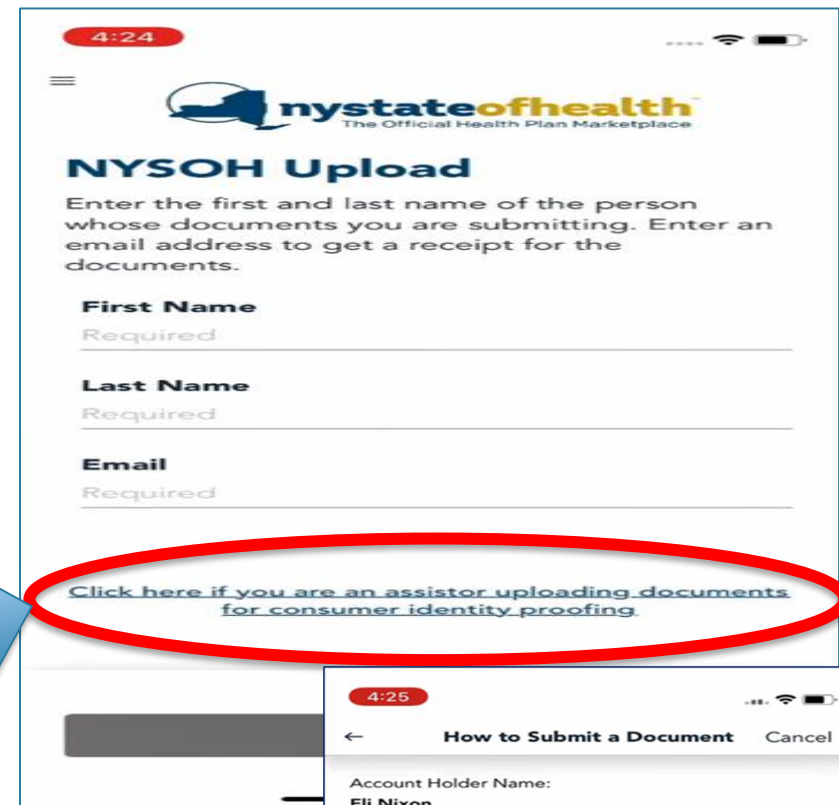 4:24
nystateofhealth
The Official Health Plan Marketplace
NYSOH Upload
Enter the first and last name of the person
whose documents you are submitting. Enter an
email address to get a receipt for the
documents.
First Name
Required
Last Name
Required
Email
Required
Click here if you are an assistor uploading documents
for consumer identity proofing
4:25
How to Submit a Document Cancel
Account Holder Name:
Eli Nixon